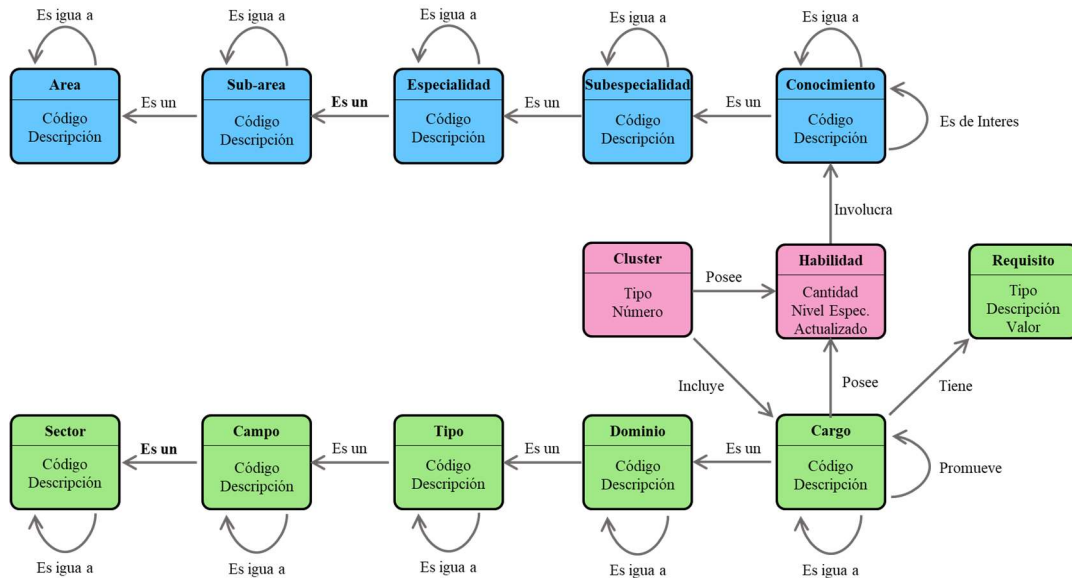 Es igua a
Es igua a
Es igua a
Es igua a
Es igua a
Area
Código
Descripción
Es un
Sub-area
Código
Descripción
Es un
Especialidad
Código
Descripción
Es un
Subespecialidad
Código
Descripción
Es un
Conocimiento
Código
Descripción
Es de Interes
Involucra
Cluster
Tipo
Número
Posee
Habilidad
Cantidad
Nivel Espec.
Actualizado
Requisito
Tipo
Descripción
Valor
Incluye
Posee
Tiene
Sector
Código
Descripción
Es un
Campo
Código
Descripción
Es un
Tipo
Código
Descripción
Es un
Dominio
Código
Descripción
Es un
Cargo
Código
Descripción
Promueve
Es igua a
Es igua a
Es igua a
Es igua a
Es igua a